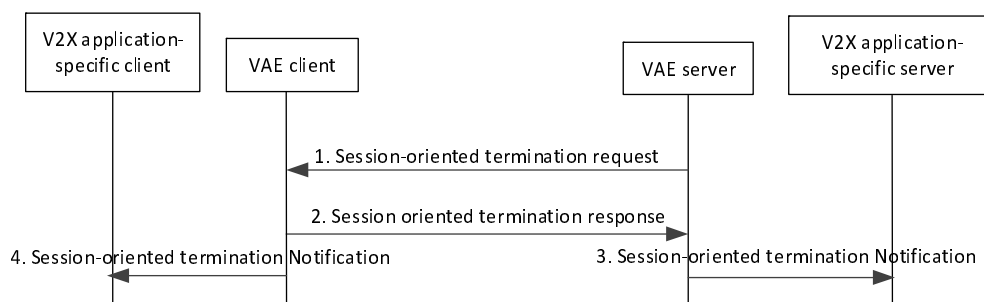 V2X application-
specific client
VAE client
VAE server
V2X application-
specific server
1. Session-oriented termination request
2. Session oriented termination response
4. Session-oriented termination Notification
3. Session-oriented termination Notification